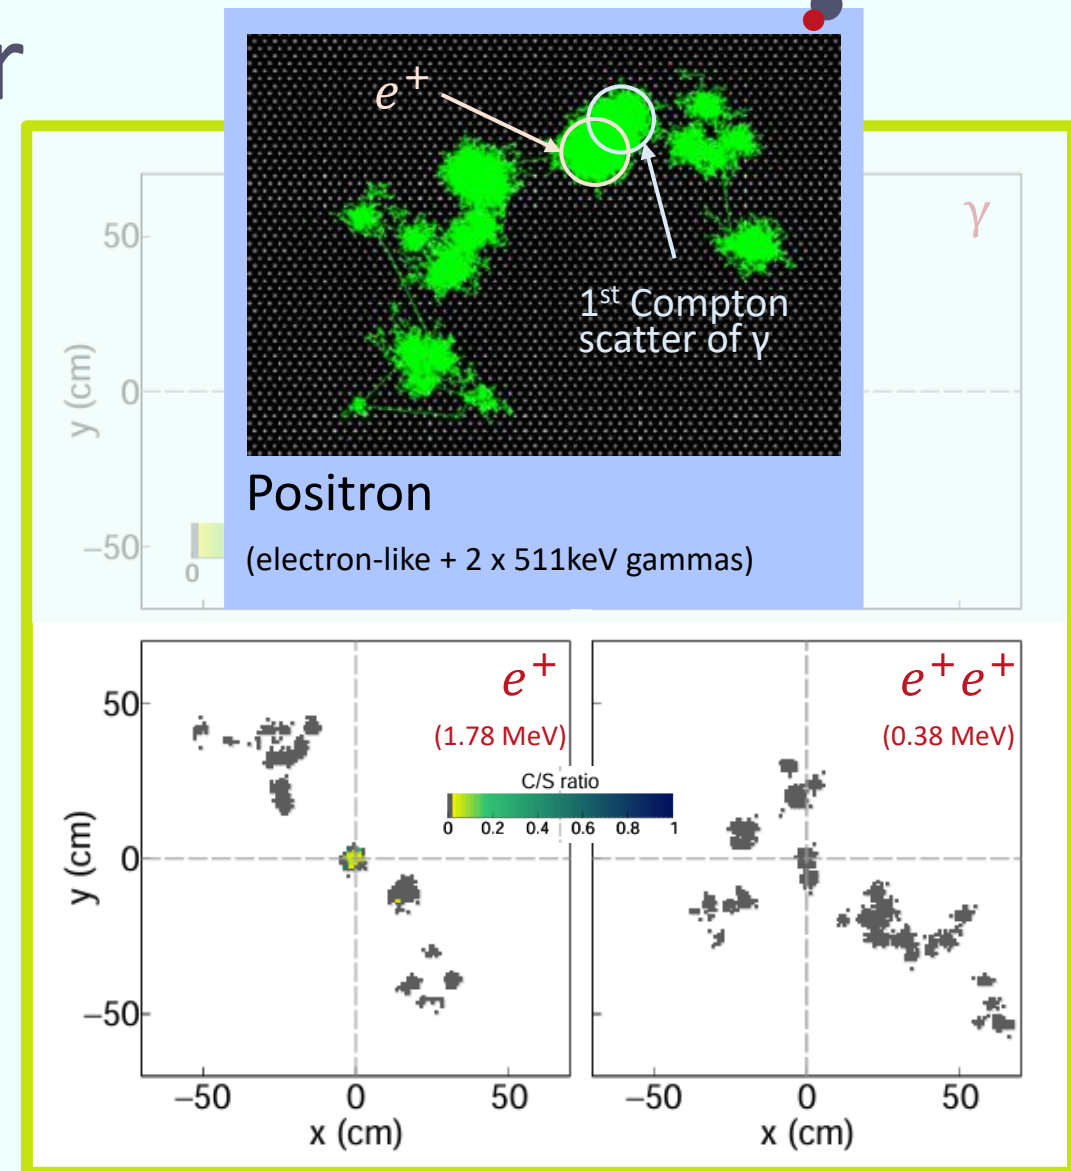 r
e⁺
1ˢᵗ Compton
scatter of γ
Positron
(electron-like + 2 x 511keV gammas)
γ
50
0
−50
y (cm)
0
e⁺
(1.78 MeV)
e⁺e⁺
(0.38 MeV)
C/S ratio
0 0.2 0.4 0.6 0.8 1
50
0
−50
y (cm)
−50 0 50
x (cm)
−50 0 50
x (cm)